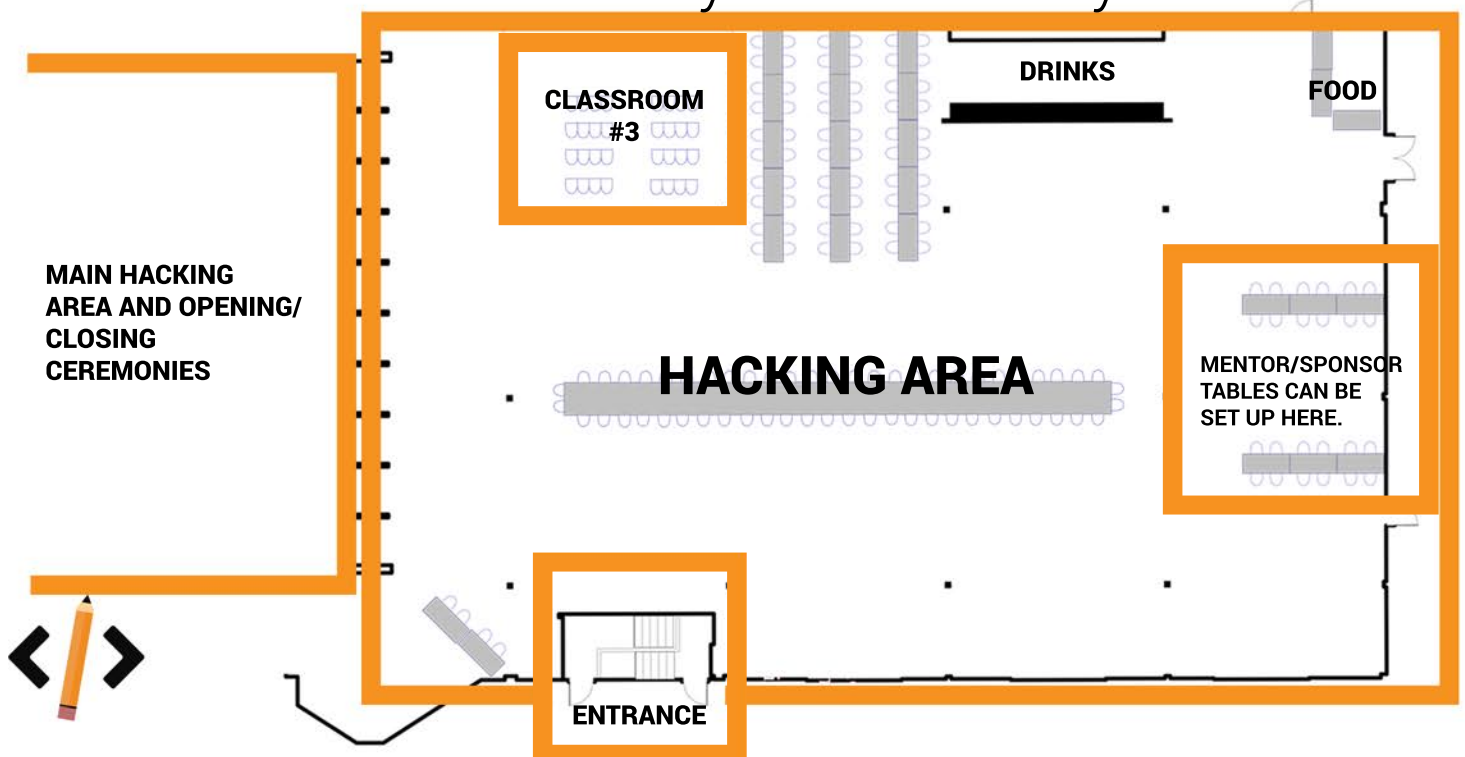 DRINKS
FOOD
CLASSROOM
#3
MAIN HACKING
AREA AND OPENING/
CLOSING
CEREMONIES
HACKING AREA
MENTOR/SPONSOR
TABLES CAN BE
SET UP HERE.
ENTRANCE